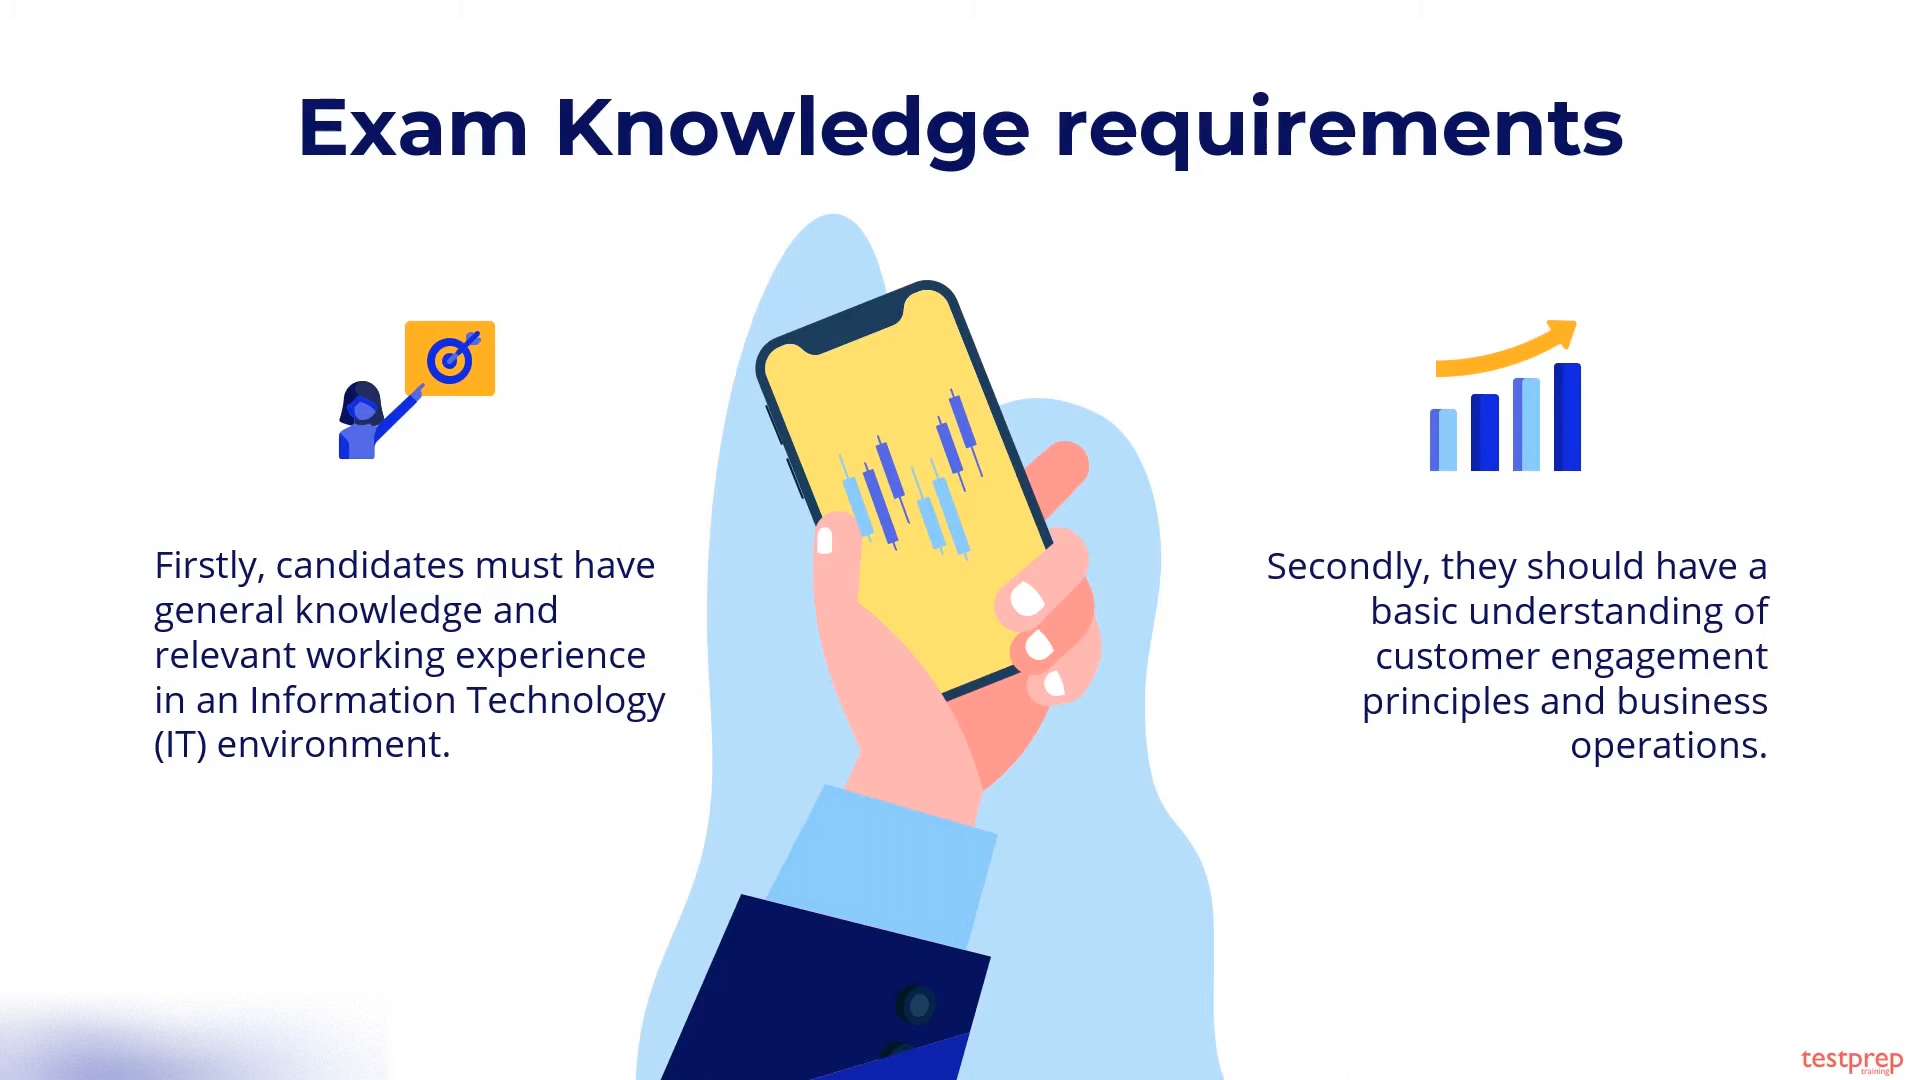 Exam Knowledge requirements
Firstly, candidates must have
general knowledge and
relevant working experience
in an Information Technology
(IT) environment.
Secondly, they should have a
basic understanding of
customer engagement
principles and business
operations.
testprep
training